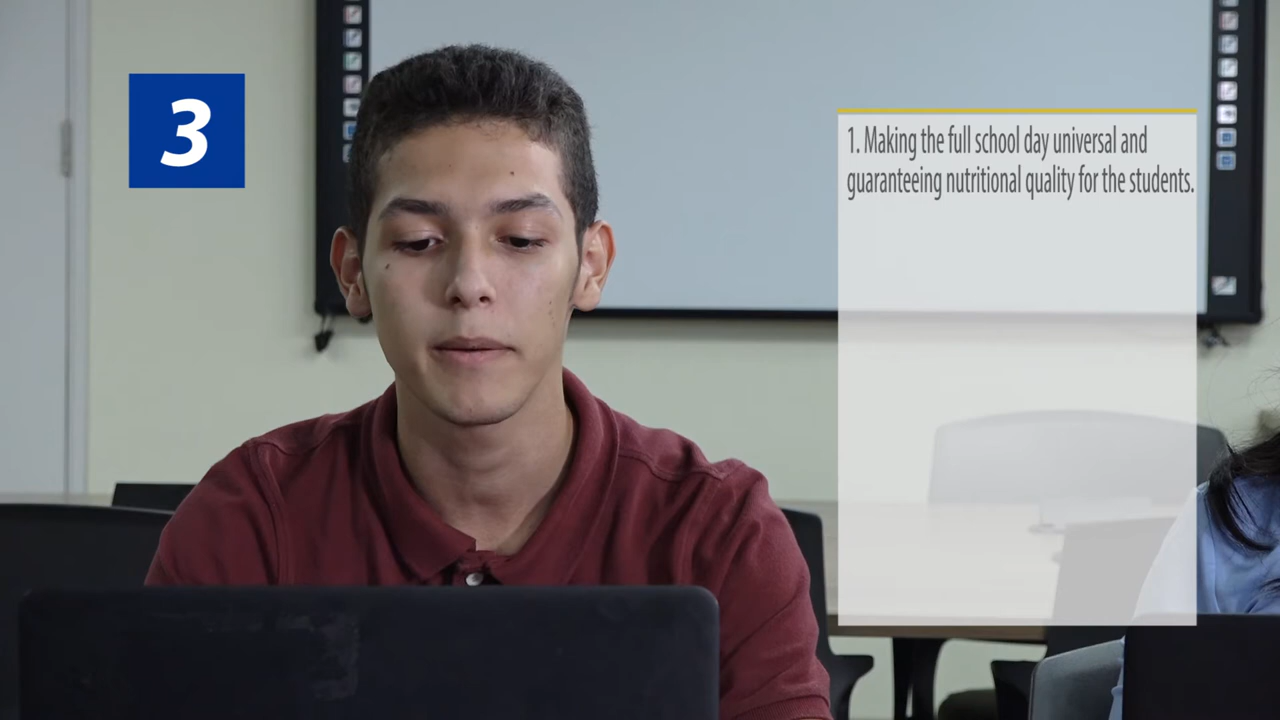 3
1. Making the full school day universal and
guaranteeing nutritional quality for the students.